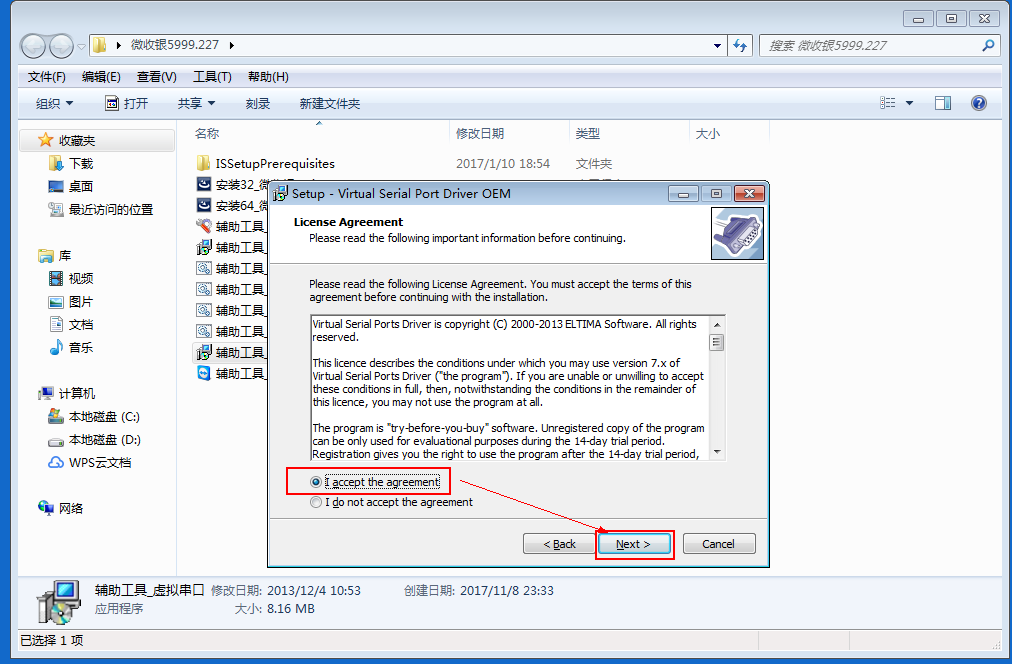 微收银5999.227
搜索 微收银5999.227
文件(F) 编辑(E) 查看(V) 工具(T) 帮助(H)
组织 打开 共享 刻录 新建文件夹
名称 修改日期 类型 大小
收藏夹
下载
桌面
最近访问的位置
库
视频
图片
文档
音乐
计算机
本地磁盘 (C:)
本地磁盘 (D:)
WPS云文档
网络
ISSetupPrerequisites 2017/1/10 18:54 文件夹
安装32_微
安装64_微
辅助工具_
辅助工具_
辅助工具_
辅助工具_
辅助工具_
辅助工具_
辅助工具_
辅助工具_
Setup - Virtual Serial Port Driver OEM
License Agreement
Please read the following important information before continuing.
Please read the following License Agreement. You must accept the terms of this
agreement before continuing with the installation.
Virtual Serial Ports Driver is copyright (C) 2000-2013 ELTIMA Software. All rights
reserved.
This licence describes the conditions under which you may use version 7.x of
Virtual Serial Ports Driver ("the program"). If you are unable or unwilling to accept
these conditions in full, then, notwithstanding the conditions in the remainder of
this licence, you may not use the program at all.
The program is "try-before-you-buy" software. Unregistered copy of the program
can be only used for evaluational purposes during the 14-day trial period.
Registration gives you the right to use the program after the 14-day trial period,
I accept the agreement
I do not accept the agreement
< Back Next > Cancel
辅助工具_虚拟串口 修改日期: 2013/12/4 10:53 创建日期: 2017/11/8 23:33
应用程序 大小: 8.16 MB
已选择 1 项